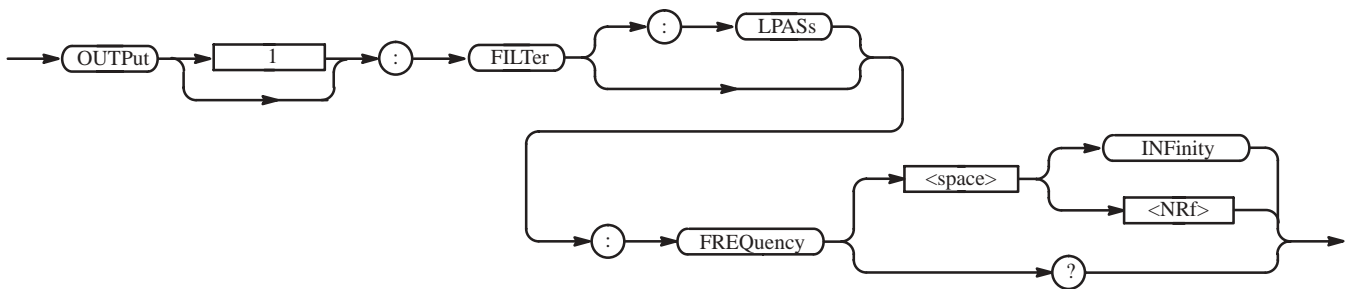 : LPASs
OUTPut 1 : FILTer
<space> INFinity
<NRf>
: FREQuency
?